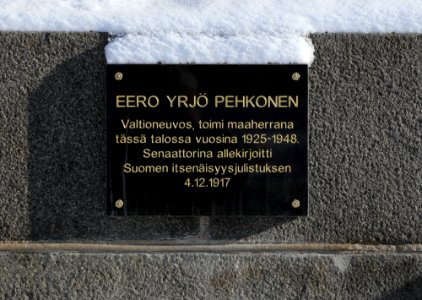 EERO YRJÖ PEHKONEN
Valtioneuvos, toimi maaherrana
tässä talossa vuosina 1925-1948.
Senaattorina allekirjoitti
Suomen itsenäisyysjulistuksen
4.12.1917